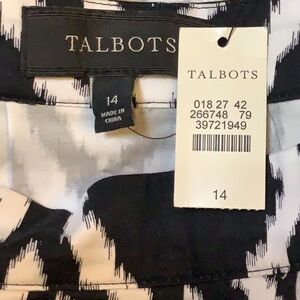 TALBOTS
14
MADE IN
CHINA
TALBOTS
018 27 42
266748 79
39721949
14